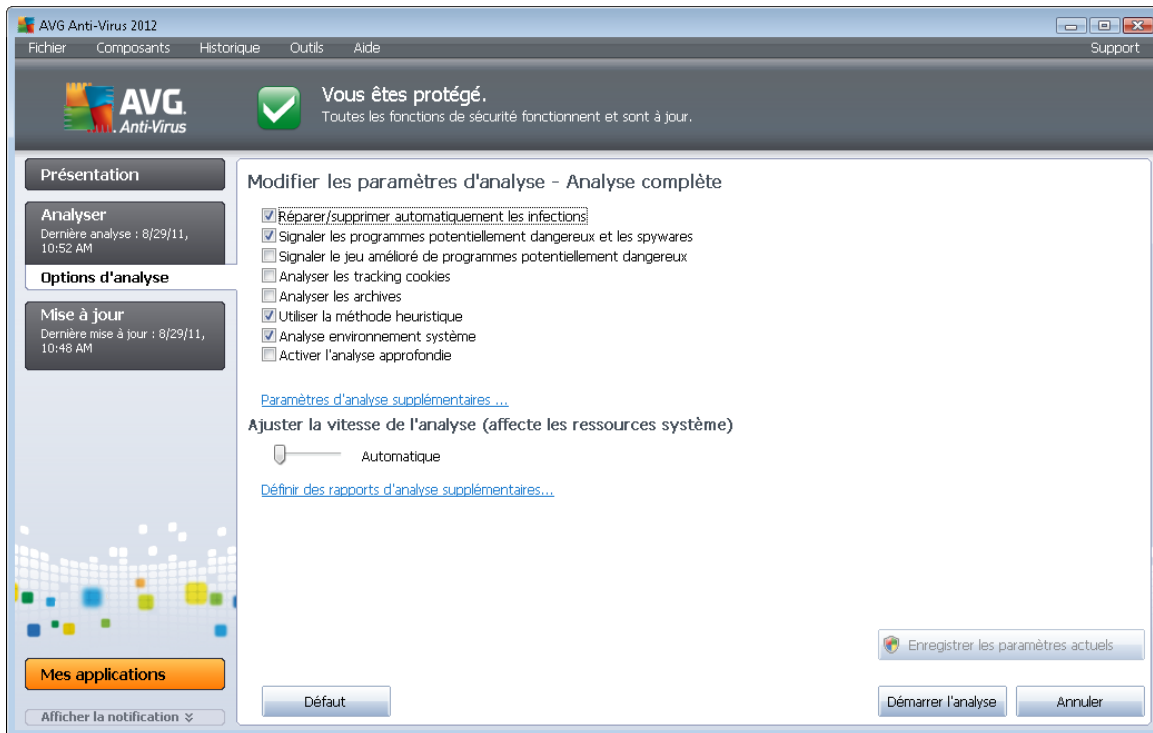 AVG Anti-Virus 2012
Fichier Composants Historique Outils Aide Support
AVG.
Anti-Virus
Vous êtes protégé.
Toutes les fonctions de sécurité fonctionnent et sont à jour.
Présentation
Analyser
Dernière analyse : 8/29/11,
10:52 AM
Options d'analyse
Mise à jour
Dernière mise à jour : 8/29/11,
10:48 AM
Mes applications
Afficher la notification
Modifier les paramètres d'analyse - Analyse complète
Réparer/supprimer automatiquement les infections
Signaler les programmes potentiellement dangereux et les spywares
Signaler le jeu amélioré de programmes potentiellement dangereux
Analyser les tracking cookies
Analyser les archives
Utiliser la méthode heuristique
Analyse environnement système
Activer l'analyse approfondie
Paramètres d'analyse supplémentaires ...
Ajuster la vitesse de l'analyse (affecte les ressources système)
Automatique
Définir des rapports d'analyse supplémentaires...
Enregistrer les paramètres actuels
Défaut
Démarrer l'analyse
Annuler